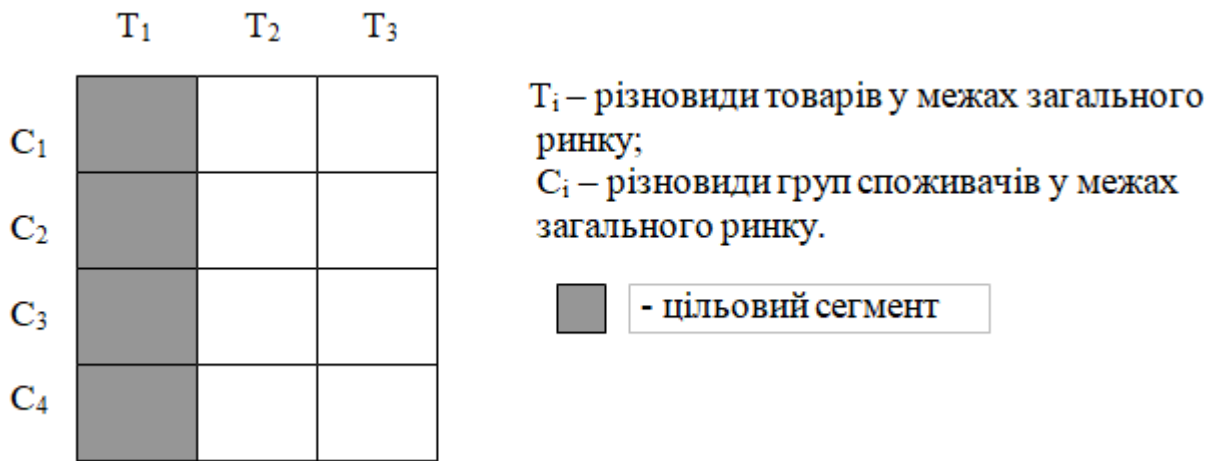 T₁ T₂ T₃
Tᵢ – різновиди товарів у межах загального
ринку;
Cᵢ – різновиди груп споживачів у межах
загального ринку.
- цільовий сегмент
C₁
C₂
C₃
C₄